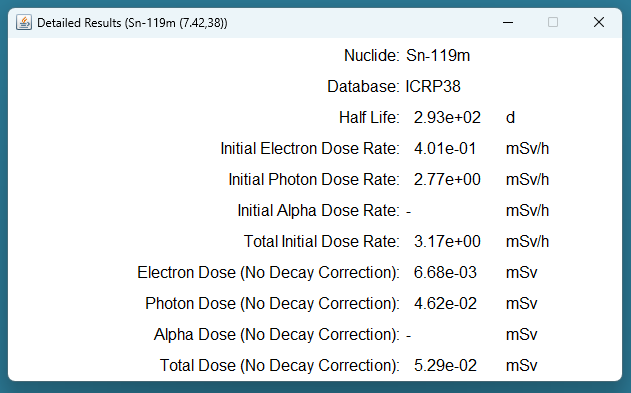 Detailed Results (Sn-119m (7.42,38))
Nuclide: Sn-119m
Database: ICRP38
Half Life: 2.93e+02 d
Initial Electron Dose Rate: 4.01e-01 mSv/h
Initial Photon Dose Rate: 2.77e+00 mSv/h
Initial Alpha Dose Rate: - mSv/h
Total Initial Dose Rate: 3.17e+00 mSv/h
Electron Dose (No Decay Correction): 6.68e-03 mSv
Photon Dose (No Decay Correction): 4.62e-02 mSv
Alpha Dose (No Decay Correction): - mSv
Total Dose (No Decay Correction): 5.29e-02 mSv